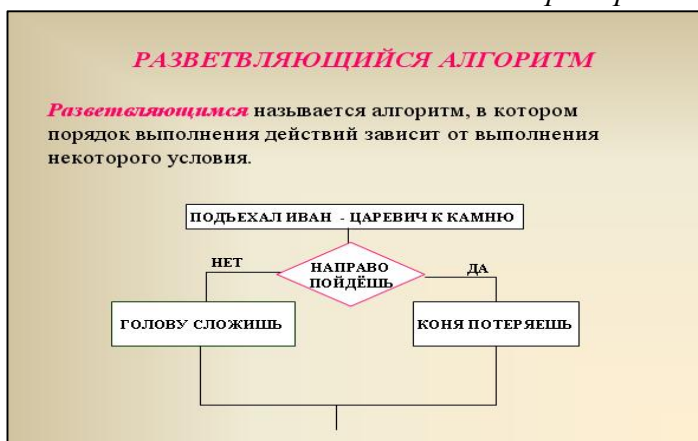 РАЗВЕТВЛЯЮЩИЙСЯ АЛГОРИТМ
Разветвляющимся называется алгоритм, в котором
порядок выполнения действий зависит от выполнения
некоторого условия.
ПОДЪЕХАЛ ИВАН - ЦАРЕВИЧ К КАМНЮ
НЕТ
НАПРАВО
ПОЙДЁШЬ
ДА
ГОЛОВУ СЛОЖИШЬ
КОНЯ ПОТЕРЯЕШЬ